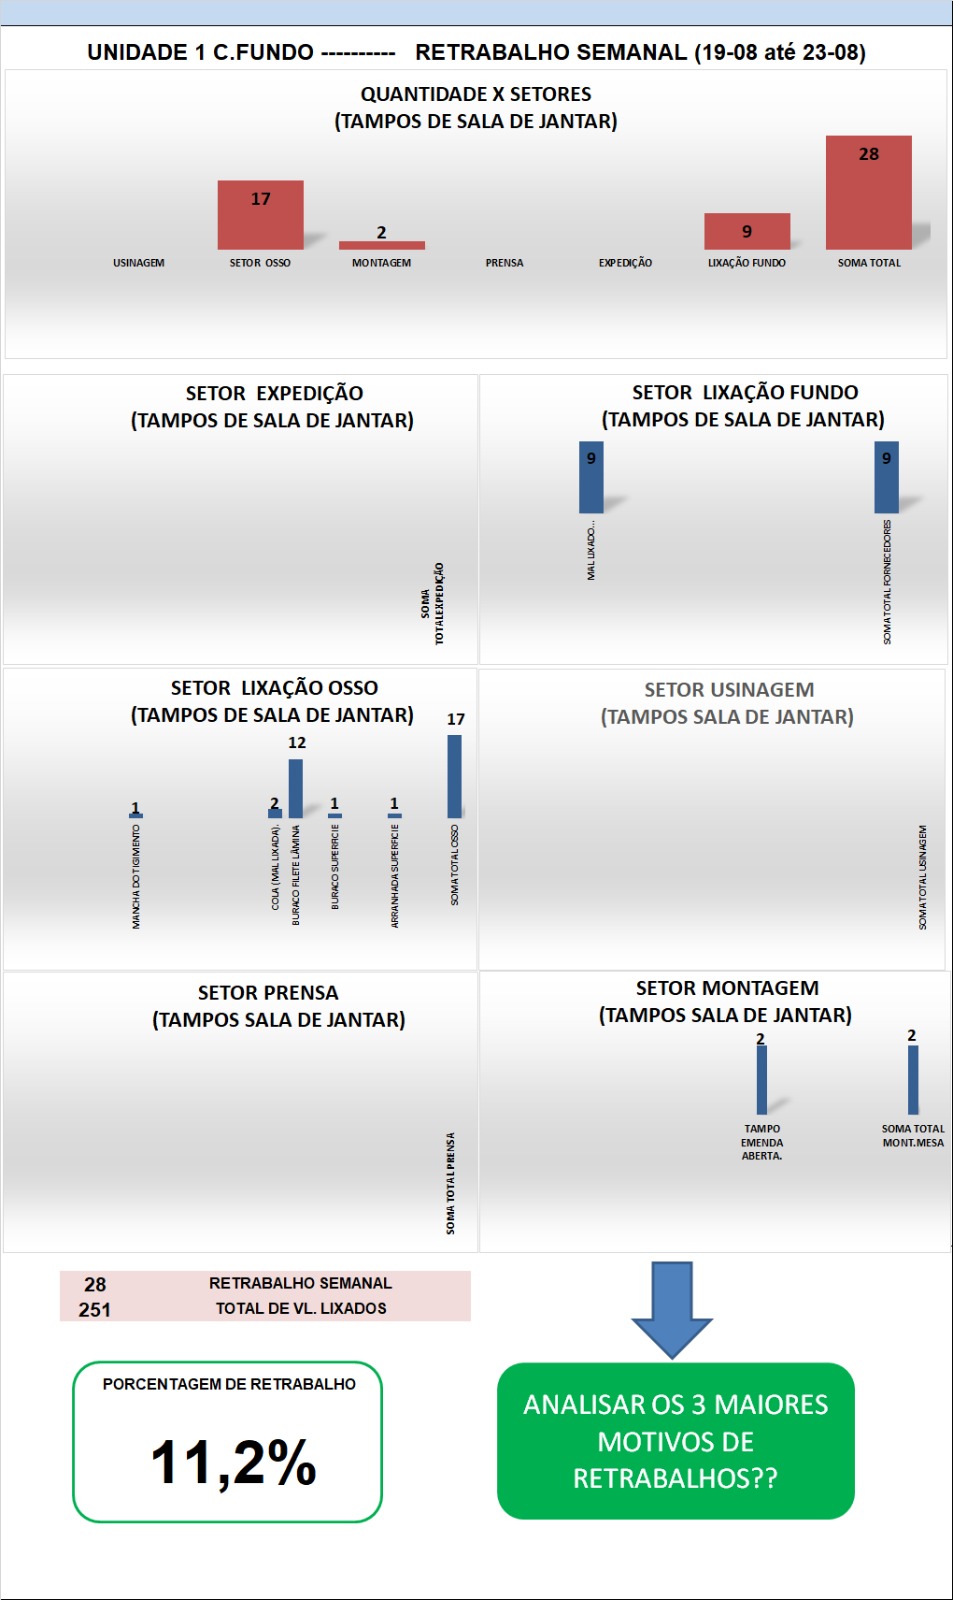 UNIDADE 1 C.FUNDO ---------- RETRABALHO SEMANAL (19-08 até 23-08)
QUANTIDADE X SETORES
(TAMPOS DE SALA DE JANTAR)
28
17
2
9
USINAGEM SETOR OSSO MONTAGEM PRENSA EXPEDIÇÃO LIXAÇÃO FUNDO SOMA TOTAL
SETOR EXPEDIÇÃO
(TAMPOS DE SALA DE JANTAR)
SOMA
TOTALEXPEDIÇÃO
SETOR LIXAÇÃO FUNDO
(TAMPOS DE SALA DE JANTAR)
9 9
MAL LIXADO...
SOMA TOTAL FORNECEDORES
SETOR LIXAÇÃO OSSO
(TAMPOS DE SALA DE JANTAR)
1 2 12 1 1 17
MANCHA DO TIGIMENTO
COLA (MAL LIXADA).
BURACO FILETE LÂMINA
BURACO SUPERFICIE
ARRANHADA SUPERFICIE
SOMA TOTAL OSSO
SETOR USINAGEM
(TAMPOS SALA DE JANTAR)
SOMA TOTAL USINAGEM
SETOR PRENSA
(TAMPOS SALA DE JANTAR)
SOMA TOTAL PRENSA
SETOR MONTAGEM
(TAMPOS SALA DE JANTAR)
2 2
TAMPO
EMENDA
ABERTA.
SOMA TOTAL
MONT.MESA
28 RETRABALHO SEMANAL
251 TOTAL DE VL. LIXADOS
PORCENTAGEM DE RETRABALHO
11,2%
ANALISAR OS 3 MAIORES
MOTIVOS DE
RETRABALHOS??